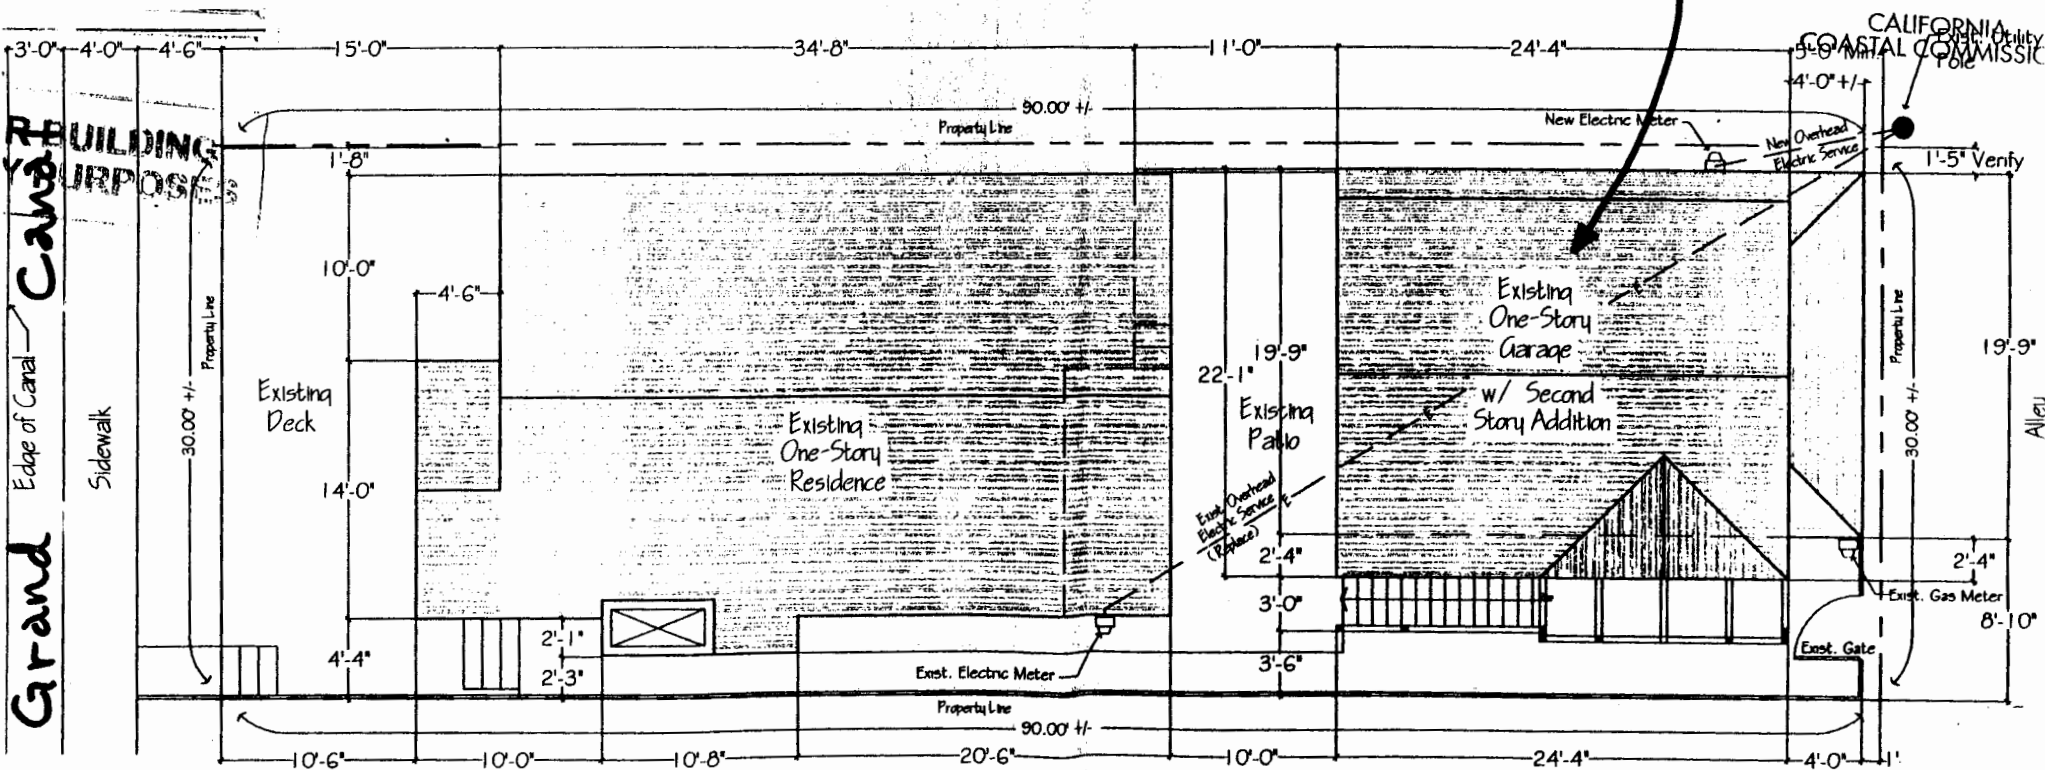 CALIFORNIA
COASTAL COMMISSIO
Exist. Utility
Pole
3'-0" 4'-0" 4'-6" 15'-0" 34'-8" 11'-0" 24'-4" 5'-0" Min.
4'-0" +/-
90.00' +/-
Property Line
New Electric Meter
New Overhead
Electric Service
1'-5" Verify
R BUILDING
Y PURPOSES
1'-8"
10'-0"
4'-6"
14'-0"
4'-4"
2'-1"
2'-3"
Grand Canal
Edge of Canal
Sidewalk
30.00' +/-
Property Line
Existing
Deck
Existing
One-Story
Residence
Exist. Electric Meter
22'-1"
19'-9"
Existing
Patio
Exist. Overhead
Electric Service
(Replace)
E
E
E
2'-4"
3'-0"
3'-6"
Existing
One-Story
Garage
w/ Second
Story Addition
Property Line
30.00' +/-
19'-9"
Alley
2'-4"
Exist. Gas Meter
8'-10"
Exist. Gate
Property Line
90.00' +/-
10'-6" 10'-0" 10'-8" 20'-6" 10'-0" 24'-4" 4'-0" 1'